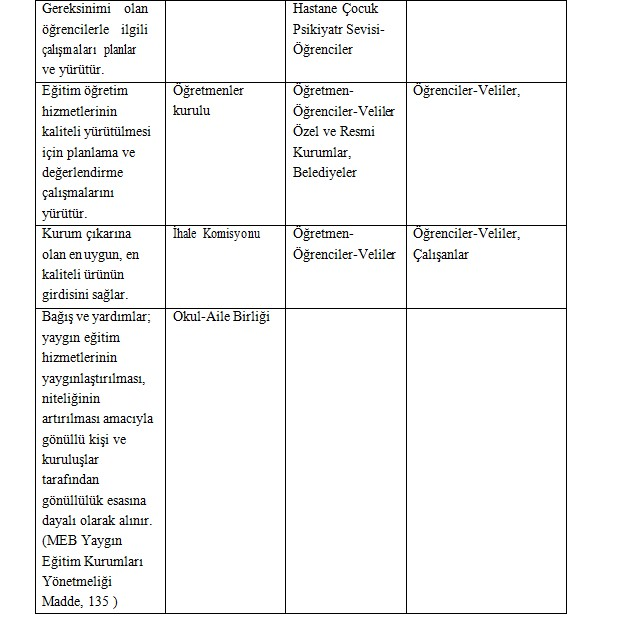 Gereksinimi olan
öğrencilerle ilgili
çalışmaları planlar
ve yürütür.
Hastane Çocuk
Psikiyatr Sevisi-
Öğrenciler
Eğitim öğretim
hizmetlerinin
kaliteli yürütülmesi
için planlama ve
değerlendirme
çalışmalarını
yürütür.
Öğretmenler
kurulu
Öğretmen-
Öğrenciler-Veliler
Özel ve Resmi
Kurumlar,
Belediyeler
Öğrenciler-Veliler,
Kurum çıkarına
olan en uygun, en
kaliteli ürünün
girdisini sağlar.
İhale Komisyonu
Öğretmen-
Öğrenciler-Veliler
Öğrenciler-Veliler,
Çalışanlar
Bağış ve yardımlar;
yaygın eğitim
hizmetlerinin
yaygınlaştırılması,
niteliğinin
artırılması amacıyla
gönüllü kişi ve
kuruluşlar
tarafından
gönüllülük esasına
dayalı olarak alınır.
(MEB Yaygın
Eğitim Kurumları
Yönetmeliği
Madde, 135 )
Okul-Aile Birliği